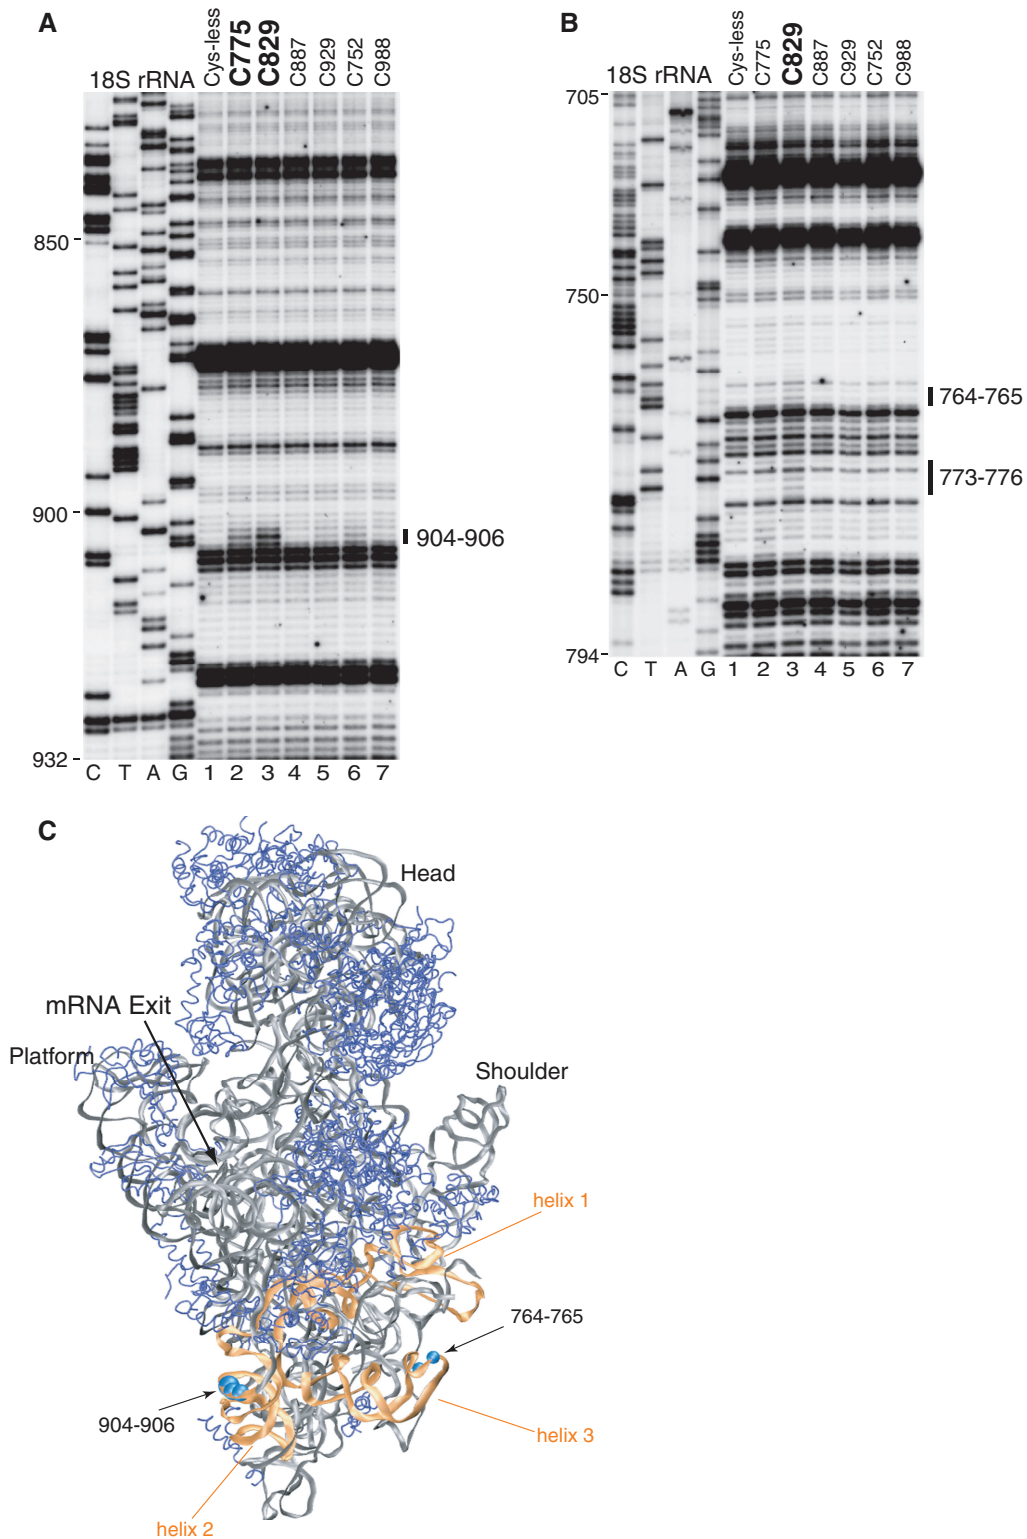 A
18S rRNA
Cys-less
C775
C829
C887
C929
C752
C988
850
900
904-906
932
C T A G 1 2 3 4 5 6 7
B
18S rRNA
Cys-less
C775
C829
C887
C929
C752
C988
705
750
764-765
773-776
794
C T A G 1 2 3 4 5 6 7
C
Head
mRNA Exit
Platform
Shoulder
helix 1
764-765
904-906
helix 3
helix 2